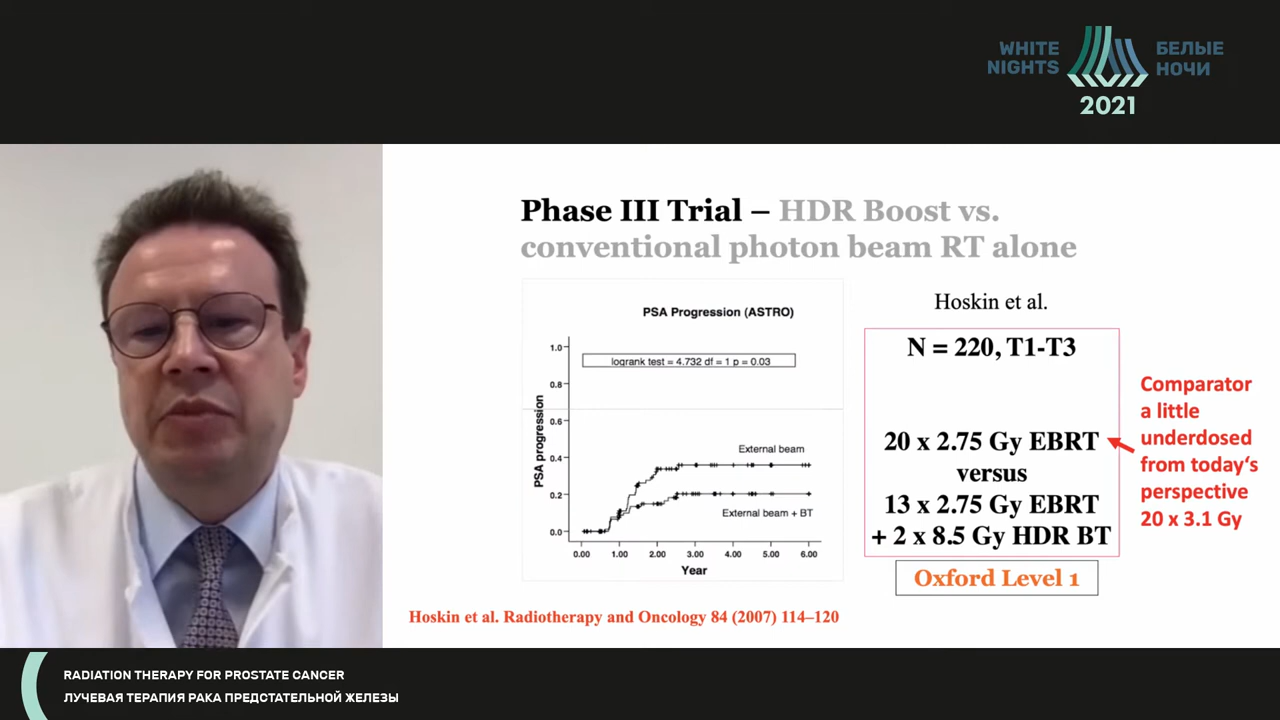 WHITE
NIGHTS
БЕЛЫЕ
НОЧИ
2021
Phase III Trial – HDR Boost vs.
conventional photon beam RT alone
PSA Progression (ASTRO)
logrank test = 4.732 df = 1 p = 0.03
PSA progression
1.0
0.8
0.6
0.4
0.2
0.0
External beam
External beam + BT
0.00 1.00 2.00 3.00 4.00 5.00 6.00
Year
Hoskin et al.
N = 220, T1-T3
20 x 2.75 Gy EBRT
versus
13 x 2.75 Gy EBRT
+ 2 x 8.5 Gy HDR BT
Oxford Level 1
Comparator
a little
underdosed
from today‘s
perspective
20 x 3.1 Gy
Hoskin et al. Radiotherapy and Oncology 84 (2007) 114–120
RADIATION THERAPY FOR PROSTATE CANCER
ЛУЧЕВАЯ ТЕРАПИЯ РАКА ПРЕДСТАТЕЛЬНОЙ ЖЕЛЕЗЫ